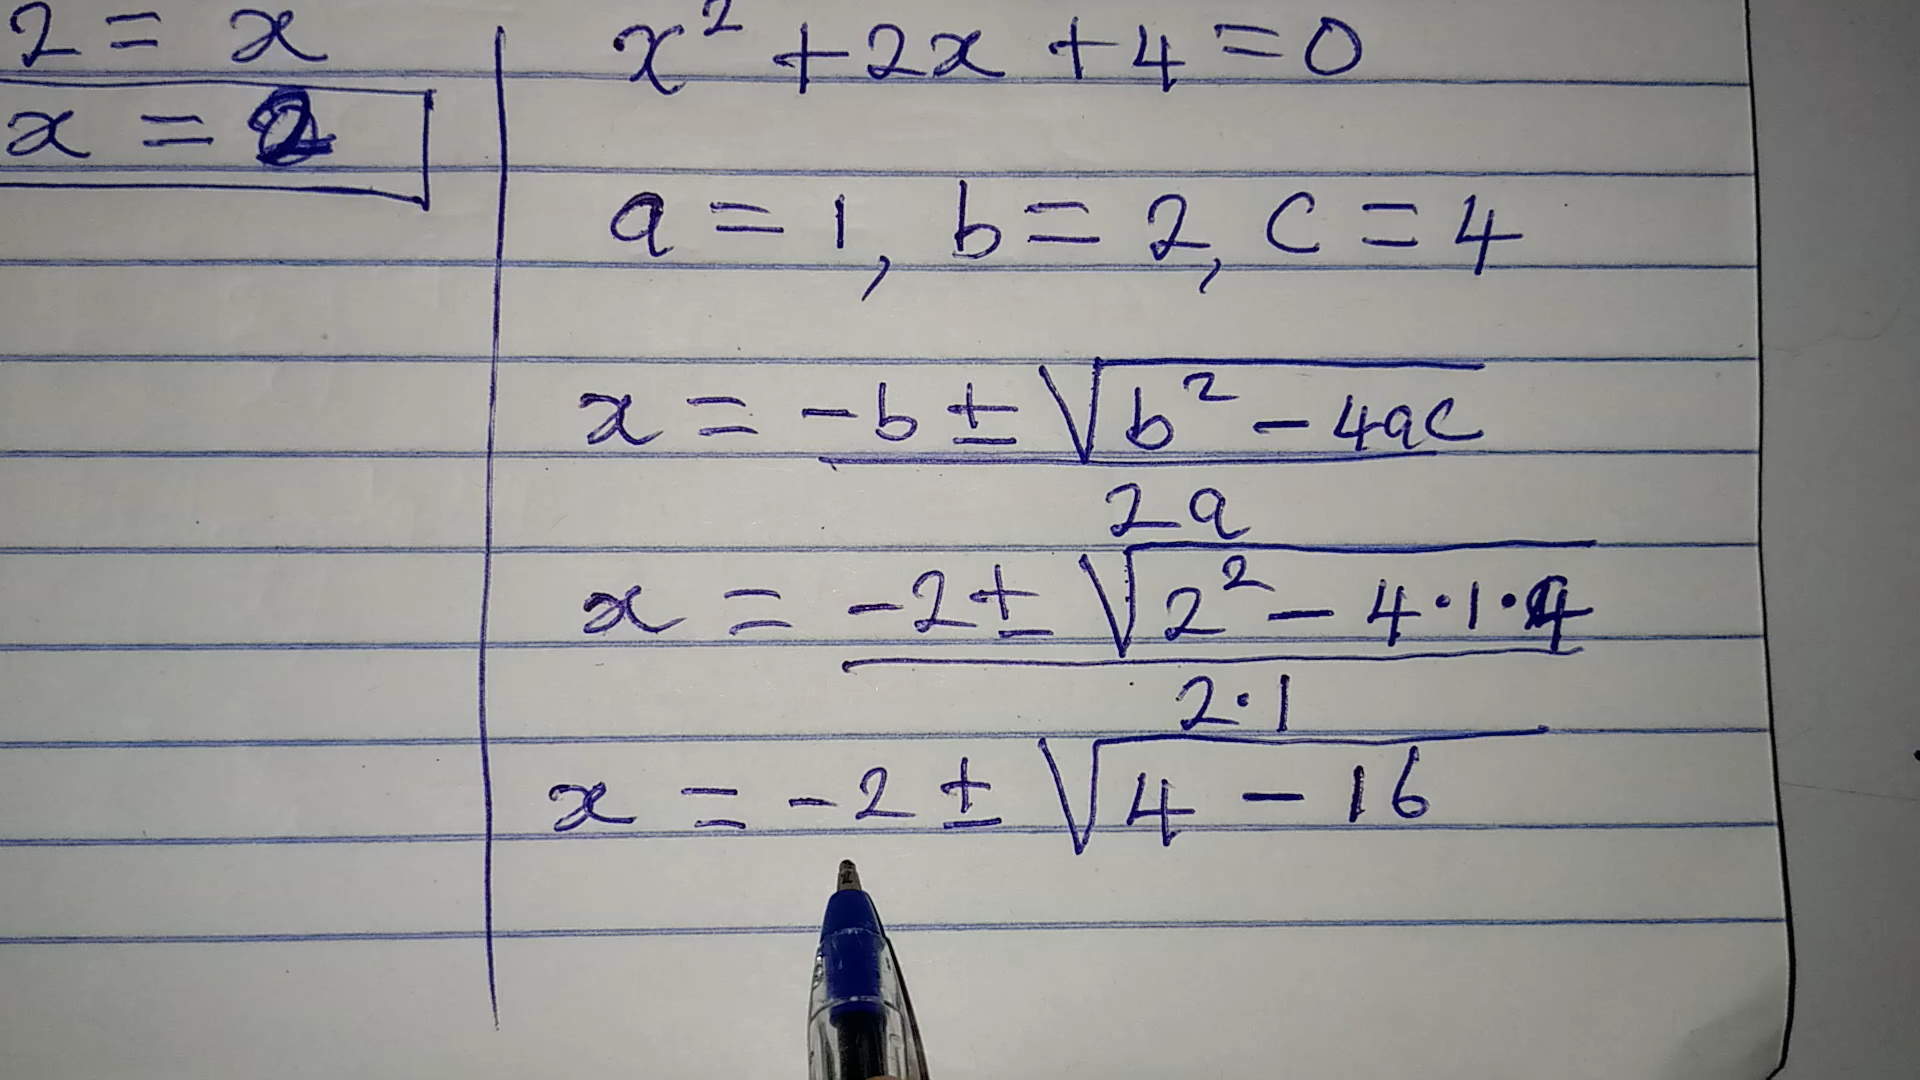 2 = x
x = 2
x² + 2x + 4 = 0
a = 1, b = 2, c = 4
x = -b ± √b² - 4ac
2a
x = -2 ± √2² - 4·1·4
2·1
x = -2 ± √4 - 16